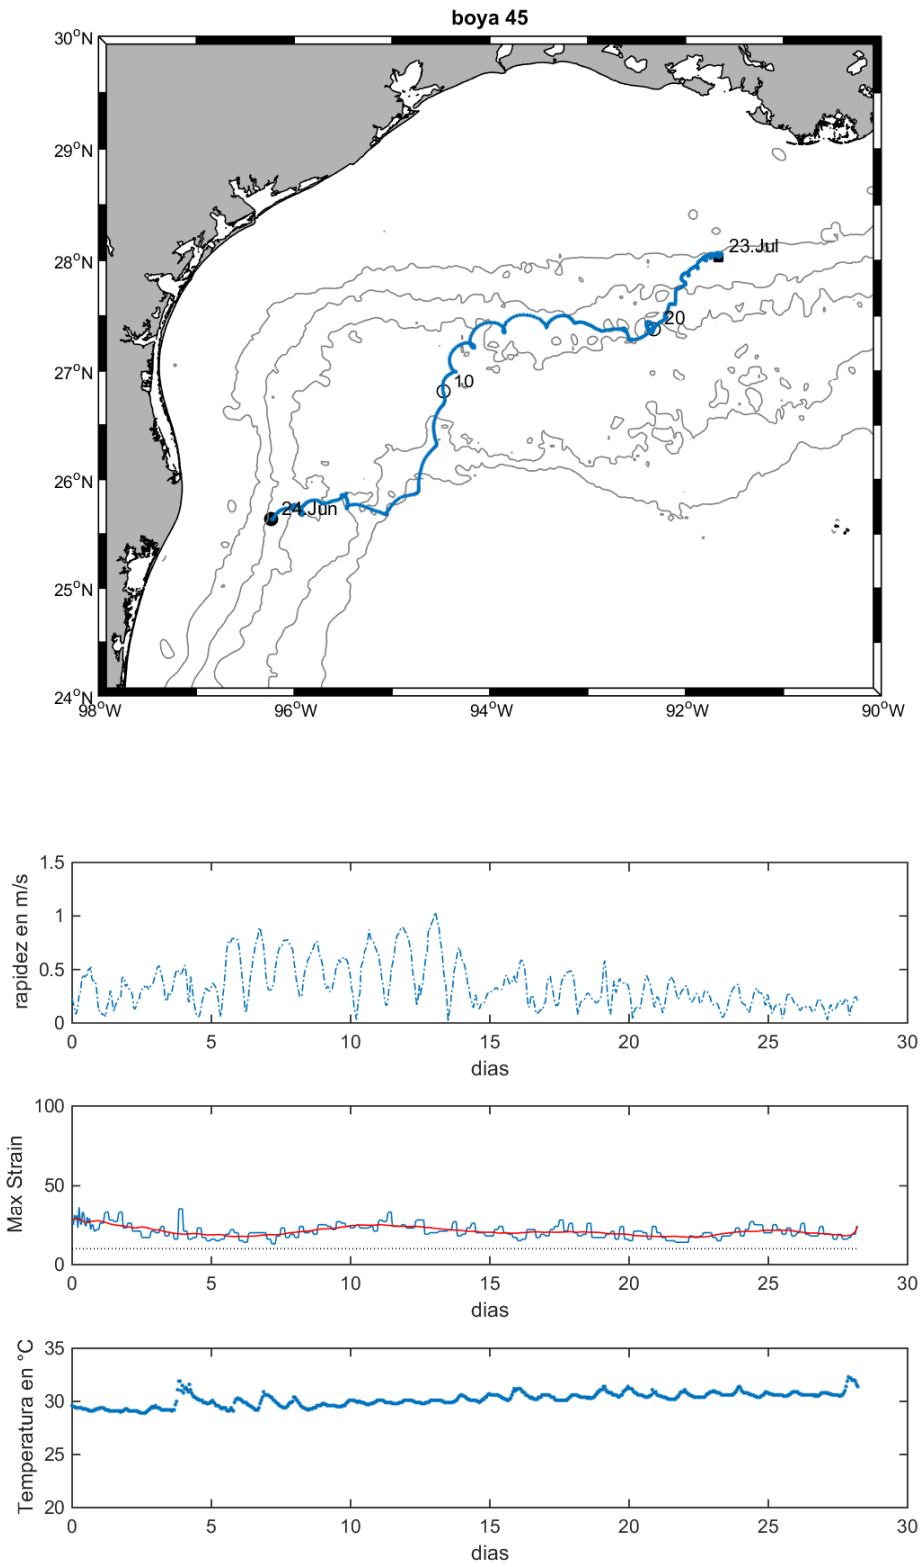 boya 45
30°N
29°N
28°N
27°N
26°N
25°N
24°N
23.Jul
20
10
24.Jun
98°W 96°W 94°W 92°W 90°W
rapidez en m/s
1.5
1
0.5
0
0 5 10 15 20 25 30
dias
Max Strain
100
50
0
0 5 10 15 20 25 30
dias
Temperatura en °C
35
30
25
20
0 5 10 15 20 25 30
dias